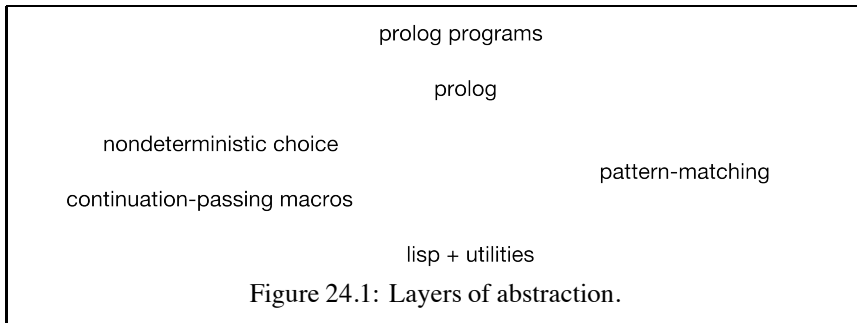 prolog programs
prolog
nondeterministic choice
pattern-matching
continuation-passing macros
lisp + utilities
Figure 24.1: Layers of abstraction.